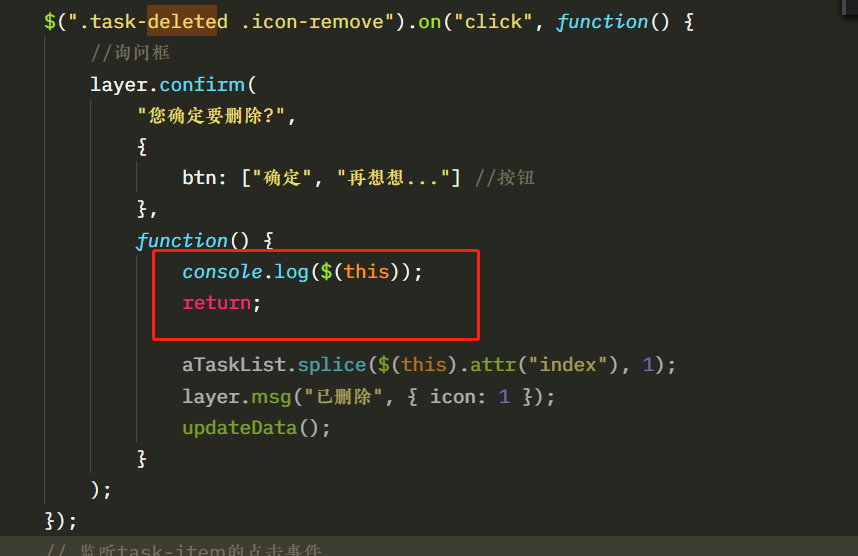 $(".task-deleted .icon-remove").on("click", function() {
//询问框
layer.confirm(
"您确定要删除?",
{
btn: ["确定", "再想想..."] //按钮
},
function() {
console.log($(this));
return;
aTaskList.splice($(this).attr("index"), 1);
layer.msg("已删除", { icon: 1 });
updateData();
}
);
});
// 监听task-item的点击事件